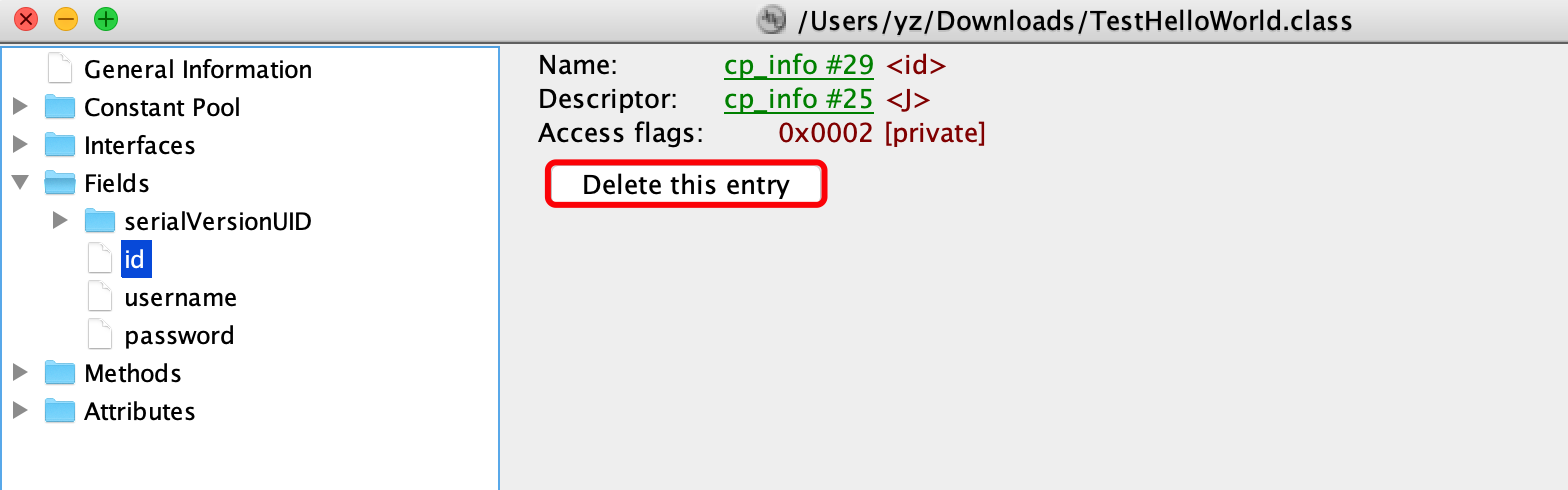 /Users/yz/Downloads/TestHelloWorld.class
General Information
Constant Pool
Interfaces
Fields
serialVersionUID
id
username
password
Methods
Attributes
Name: cp_info #29 <id>
Descriptor: cp_info #25 <J>
Access flags: 0x0002 [private]
Delete this entry